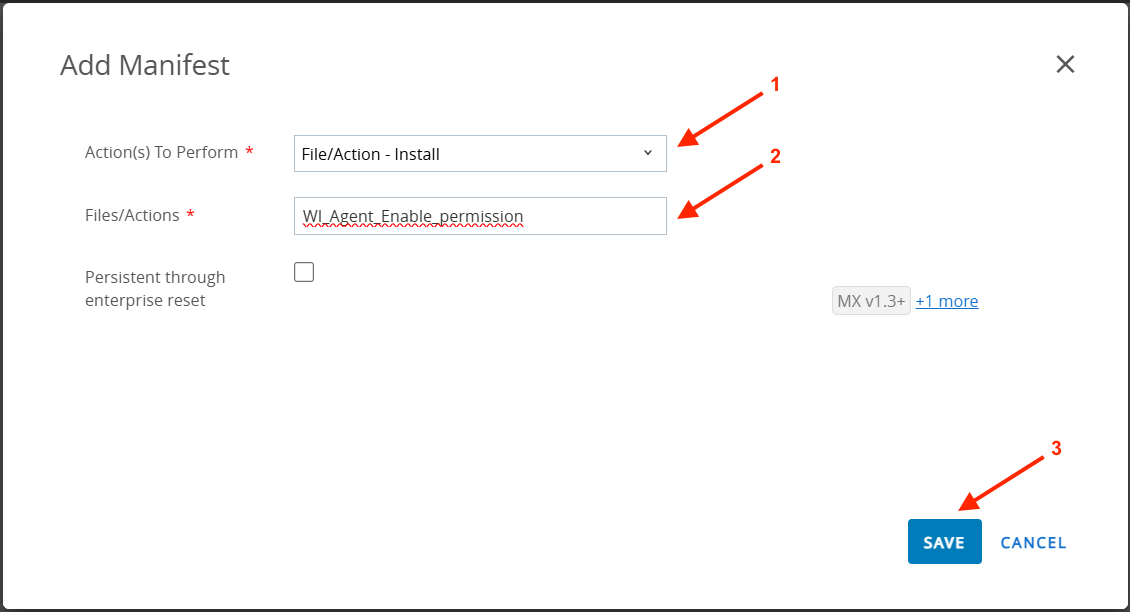 Add Manifest
1
Action(s) To Perform *
File/Action - Install
2
Files/Actions *
WI_Agent_Enable_permission
Persistent through
enterprise reset
MX v1.3+ +1 more
3
SAVE CANCEL